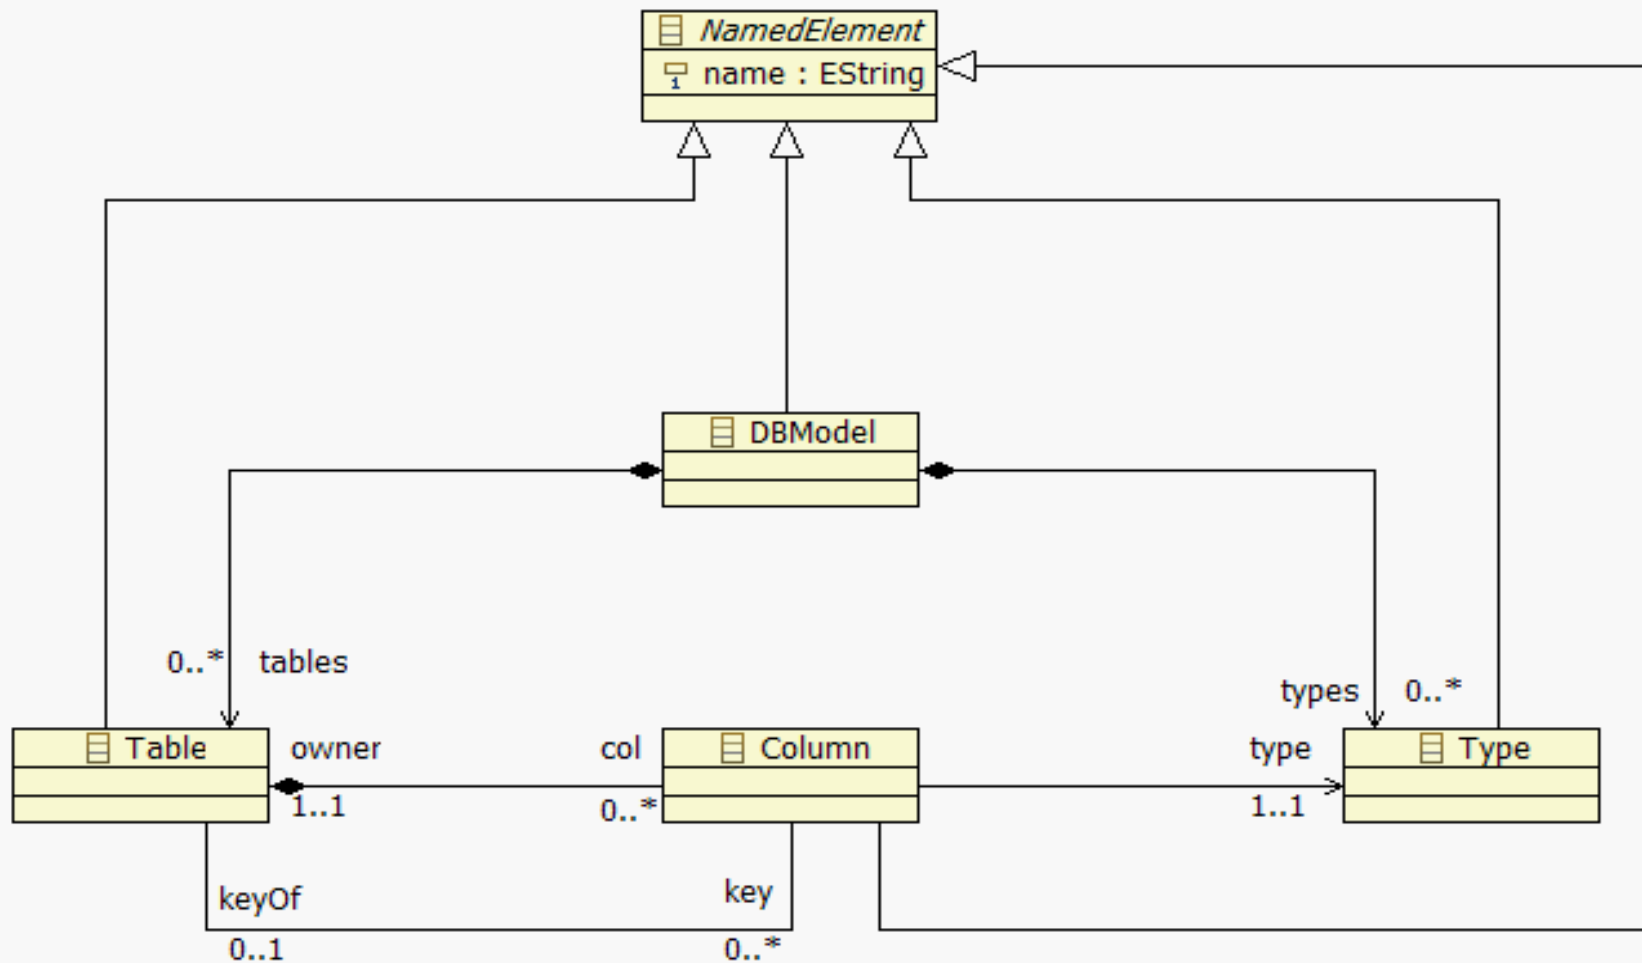 NamedElement
1 name : EString
DBModel
0..* tables
types 0..*
Table
owner
col
Column
type
Type
1..1
0..*
1..1
keyOf
key
0..1
0..*